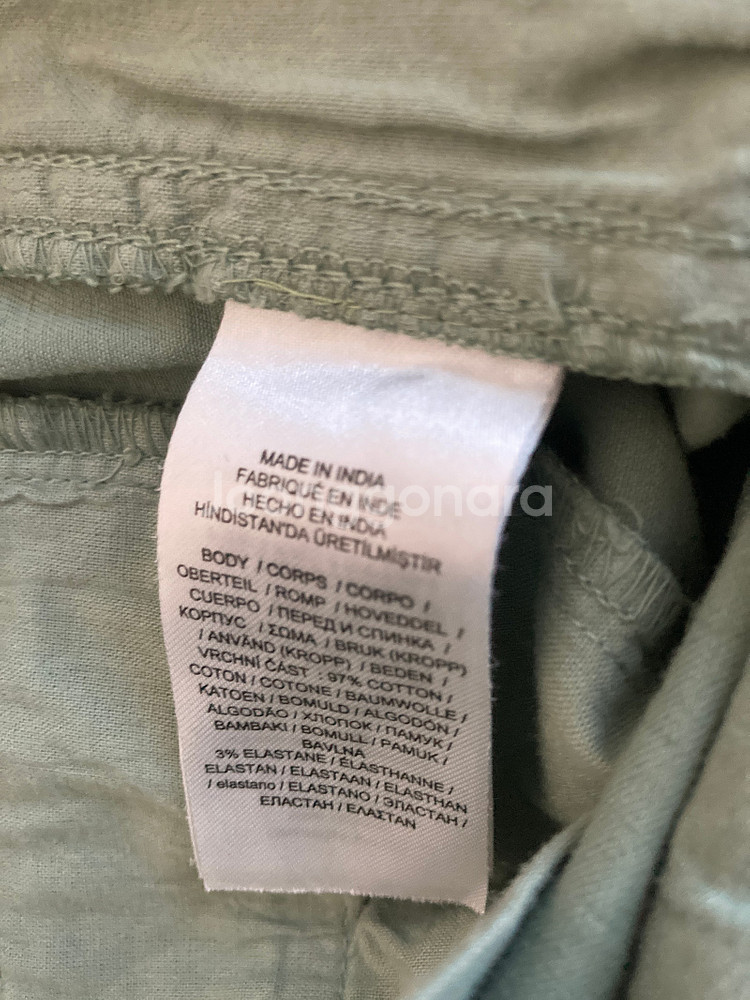 MADE IN INDIA
FABRIQUÉ EN INDE
HECHO EN INDIA
HİNDİSTAN'DA ÜRETİLMİŞTİR
BODY / CORPS / CORPO /
OBERTEIL / ROMP / HOVEDDEL /
CUERPO / ПЕРЕД И СПИНКА /
КОРПУС / ΣΩΜΑ / BRUK (KROPP)
/ ANVÄND (KROPP) / BEDEN /
VRCHNÍ ČÁST : 97% COTTON /
COTON / COTONE / BAUMWOLLE /
KATOEN / BOMULD / ALGODÓN /
ALGODÃO / ХЛОПОК / ПАМУК /
BAMBAKI / BOMULL / PAMUK /
BAVLNA
3% ELASTANE / ÉLASTHANNE /
ELASTAN / ELASTAAN / ELASTHAN
/ elastano / ELASTANO / ЭЛАСТАН /
ЕЛАСТАН / ΕΛΑΣΤΑΝ